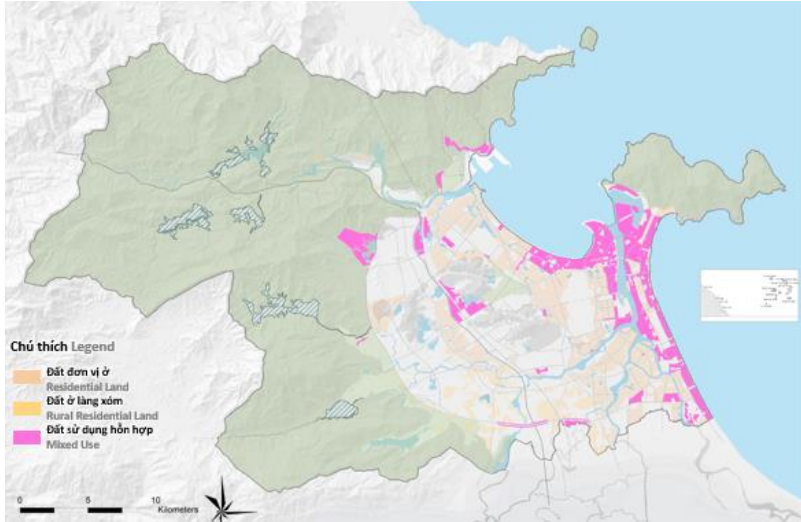 Chú thích Legend
Đất đơn vị ở
Residential Land
Đất ở làng xóm
Rural Residential Land
Đất sử dụng hỗn hợp
Mixed Use
0 5 10
Kilometers